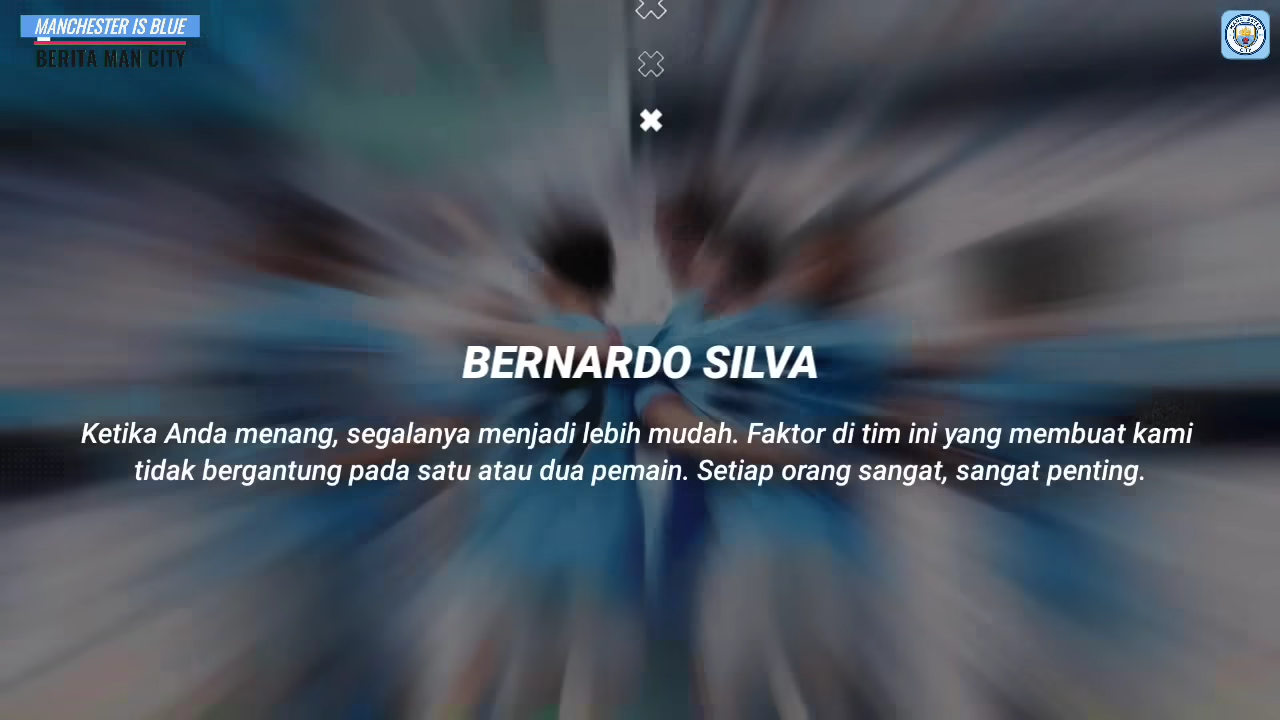 MANCHESTER IS BLUE
BERITA MAN CITY
BERNARDO SILVA
Ketika Anda menang, segalanya menjadi lebih mudah. Faktor di tim ini yang membuat kami
tidak bergantung pada satu atau dua pemain. Setiap orang sangat, sangat penting.